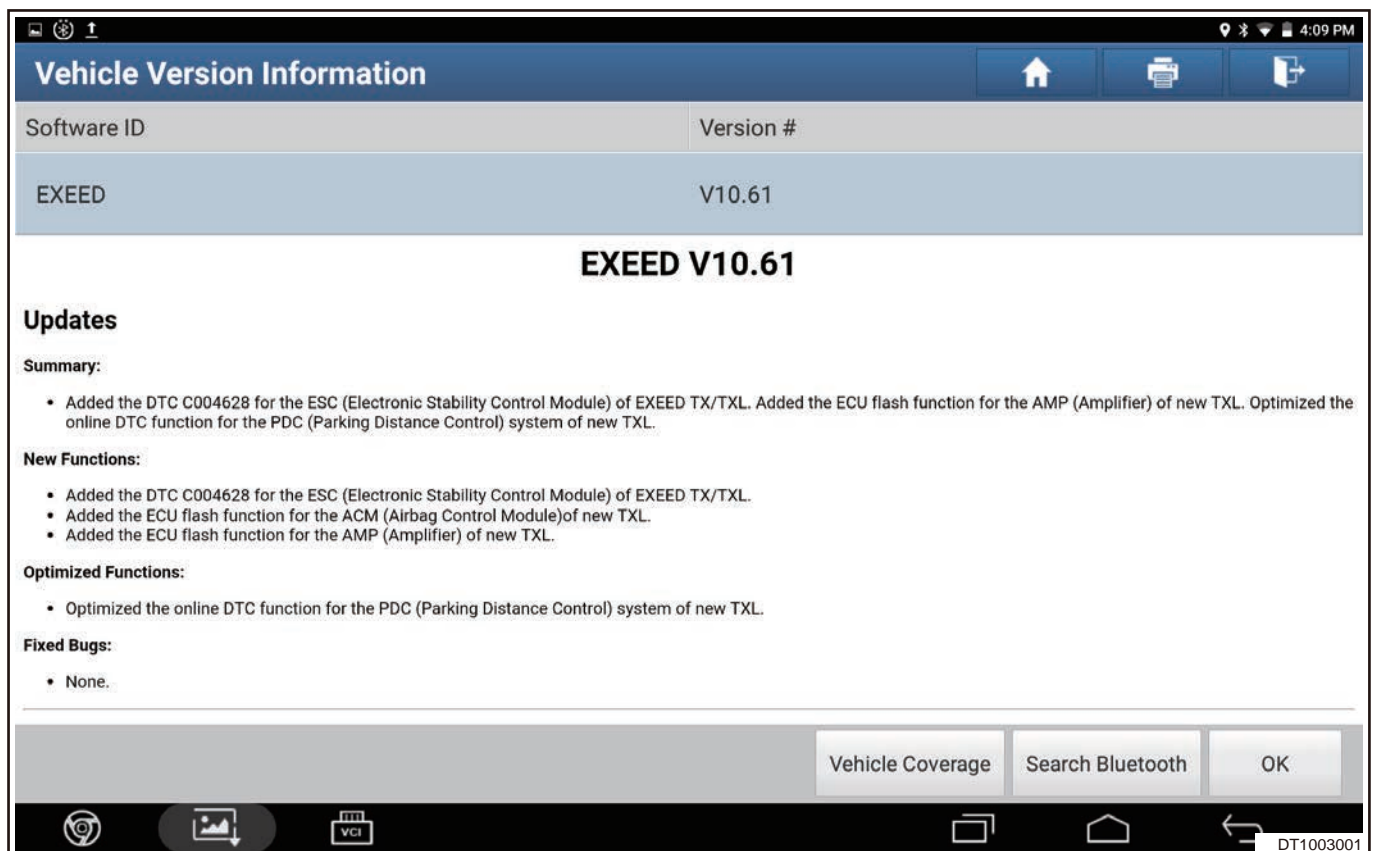 4:09 PM
Vehicle Version Information
Software ID Version #
EXEED V10.61
EXEED V10.61
Updates
Summary:
• Added the DTC C004628 for the ESC (Electronic Stability Control Module) of EXEED TX/TXL. Added the ECU flash function for the AMP (Amplifier) of new TXL. Optimized the
online DTC function for the PDC (Parking Distance Control) system of new TXL.
New Functions:
• Added the DTC C004628 for the ESC (Electronic Stability Control Module) of EXEED TX/TXL.
• Added the ECU flash function for the ACM (Airbag Control Module)of new TXL.
• Added the ECU flash function for the AMP (Amplifier) of new TXL.
Optimized Functions:
• Optimized the online DTC function for the PDC (Parking Distance Control) system of new TXL.
Fixed Bugs:
• None.
Vehicle Coverage Search Bluetooth OK
VCI
DT1003001